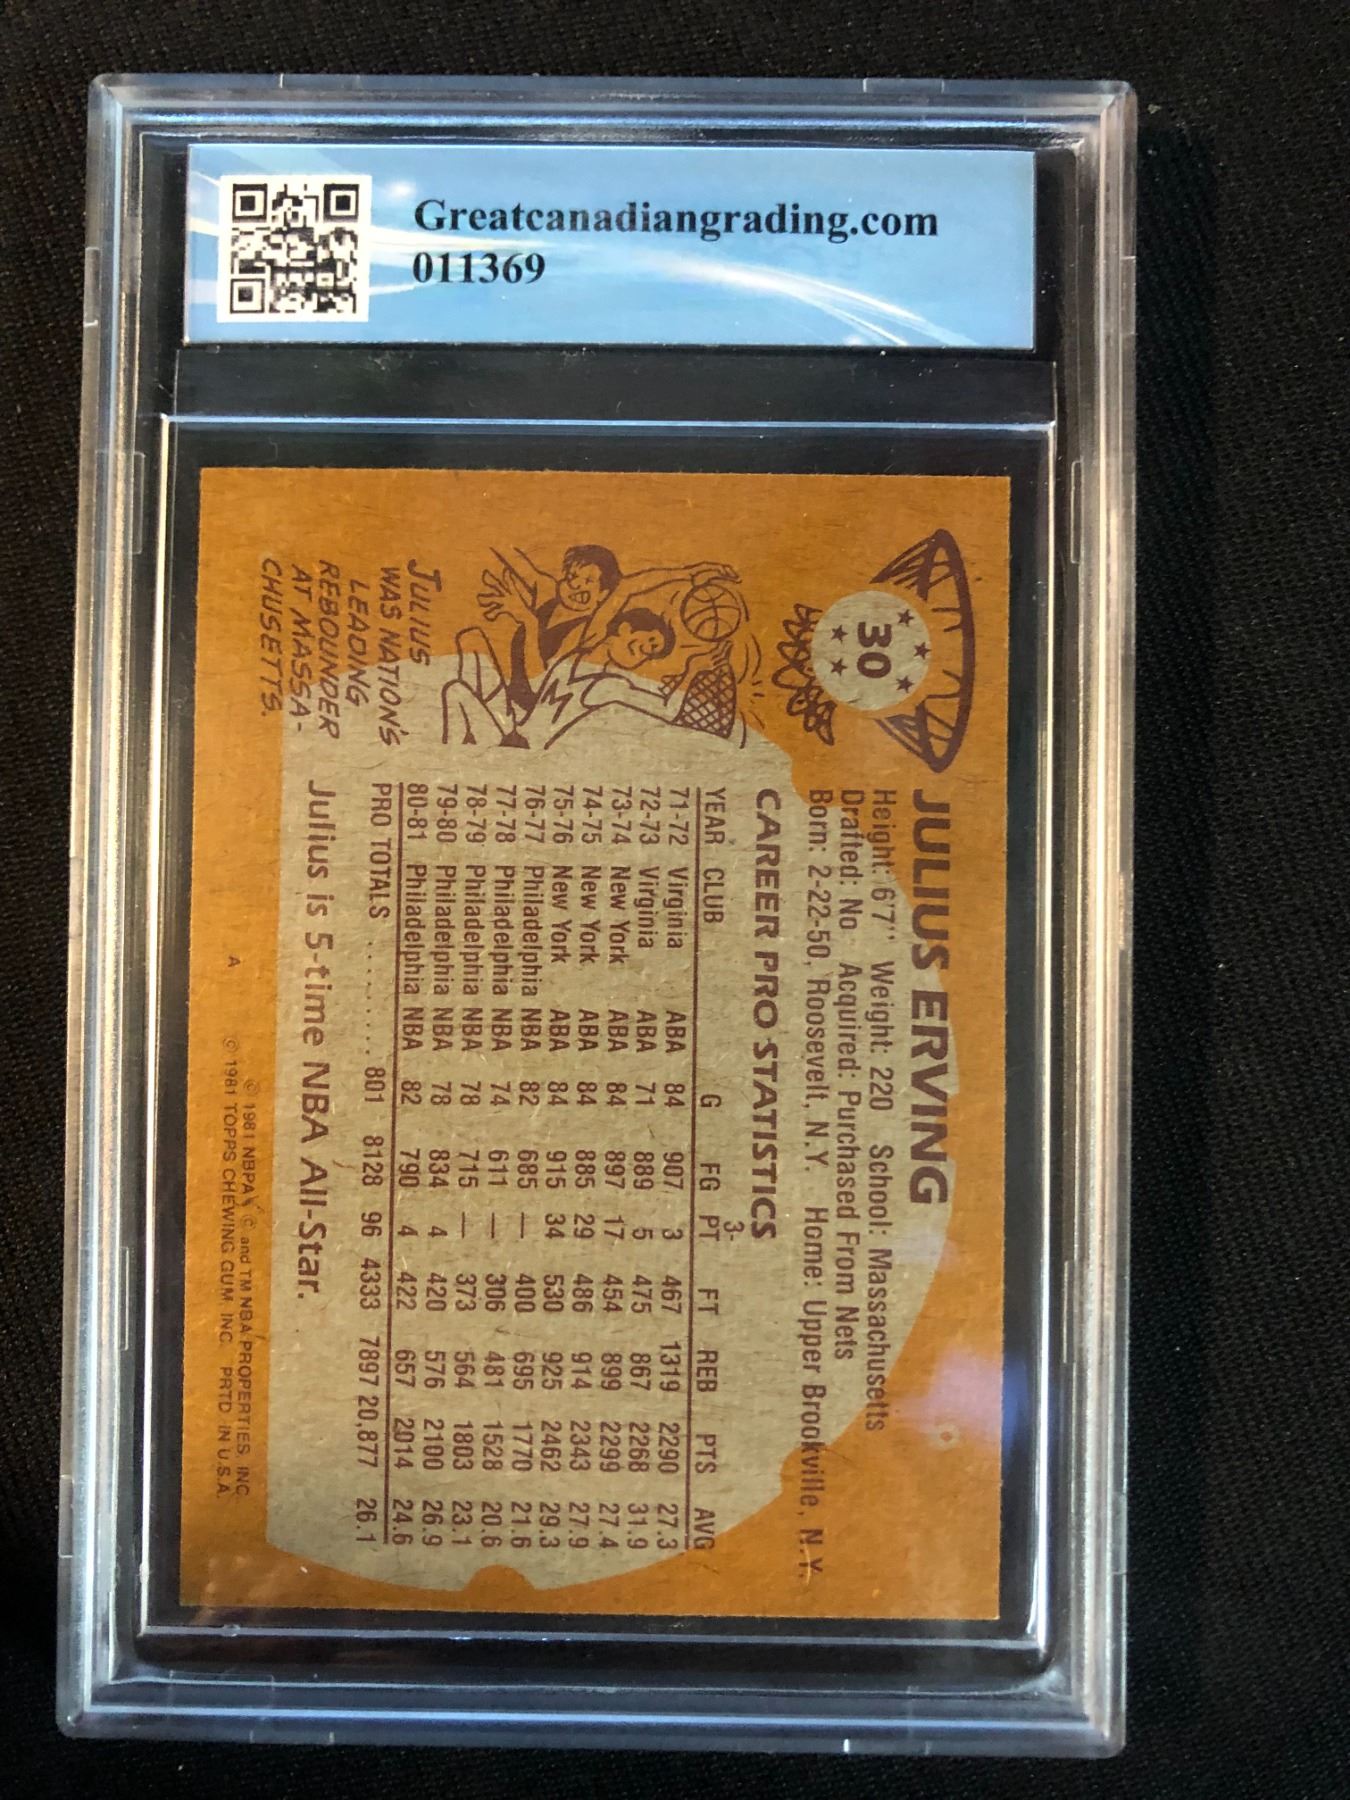 Greatcanadiangrading.com
011369
30
JULIUS ERVING
Height: 6'7" Weight: 220 School: Massachusetts
Drafted: No Acquired: Purchased From Nets
Born: 2-22-50, Roosevelt, N.Y. Home: Upper Brookville, N.Y.
CAREER PRO STATISTICS
YEAR CLUB G FG 3-PT FT REB PTS AVG
71-72 Virginia ABA 84 907 3 467 1319 2290 27.3
72-73 Virginia ABA 71 889 5 475 867 2268 31.9
73-74 New York ABA 84 897 17 454 899 2299 27.4
74-75 New York ABA 84 885 29 486 914 2343 27.9
75-76 New York ABA 84 915 34 530 925 2462 29.3
76-77 Philadelphia NBA 82 685 — 400 695 1770 21.6
77-78 Philadelphia NBA 74 611 — 306 481 1528 20.6
78-79 Philadelphia NBA 78 715 — 373 564 1803 23.1
79-80 Philadelphia NBA 78 834 4 420 576 2100 26.9
80-81 Philadelphia NBA 82 790 4 422 657 2014 24.6
PRO TOTALS ........ 801 8128 96 4333 7897 20,877 26.1
JULIUS
WAS NATION'S
LEADING
REBOUNDER
AT MASSA-
CHUSETTS.
Julius is 5-time NBA All-Star.
© 1981 NBPA © and TM NBA PROPERTIES, INC.
A © 1981 TOPPS CHEWING GUM, INC. PRTD. IN U.S.A.